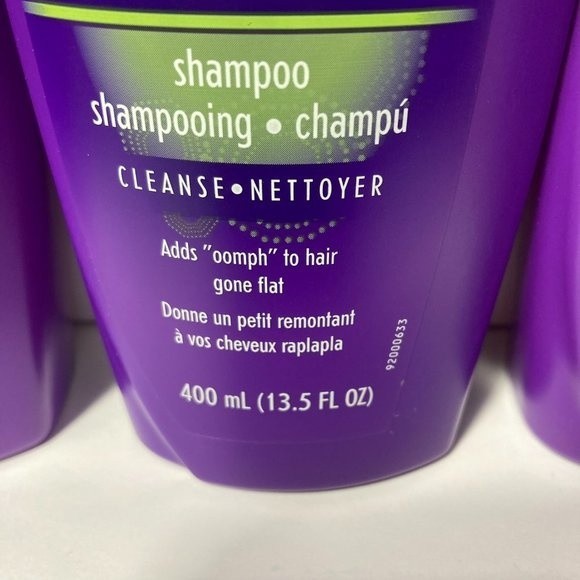 shampoo
shampooing • champú
CLEANSE • NETTOYER
Adds "oomph" to hair
gone flat
Donne un petit remontant
à vos cheveux raplapla
92000633
400 mL (13.5 FL OZ)